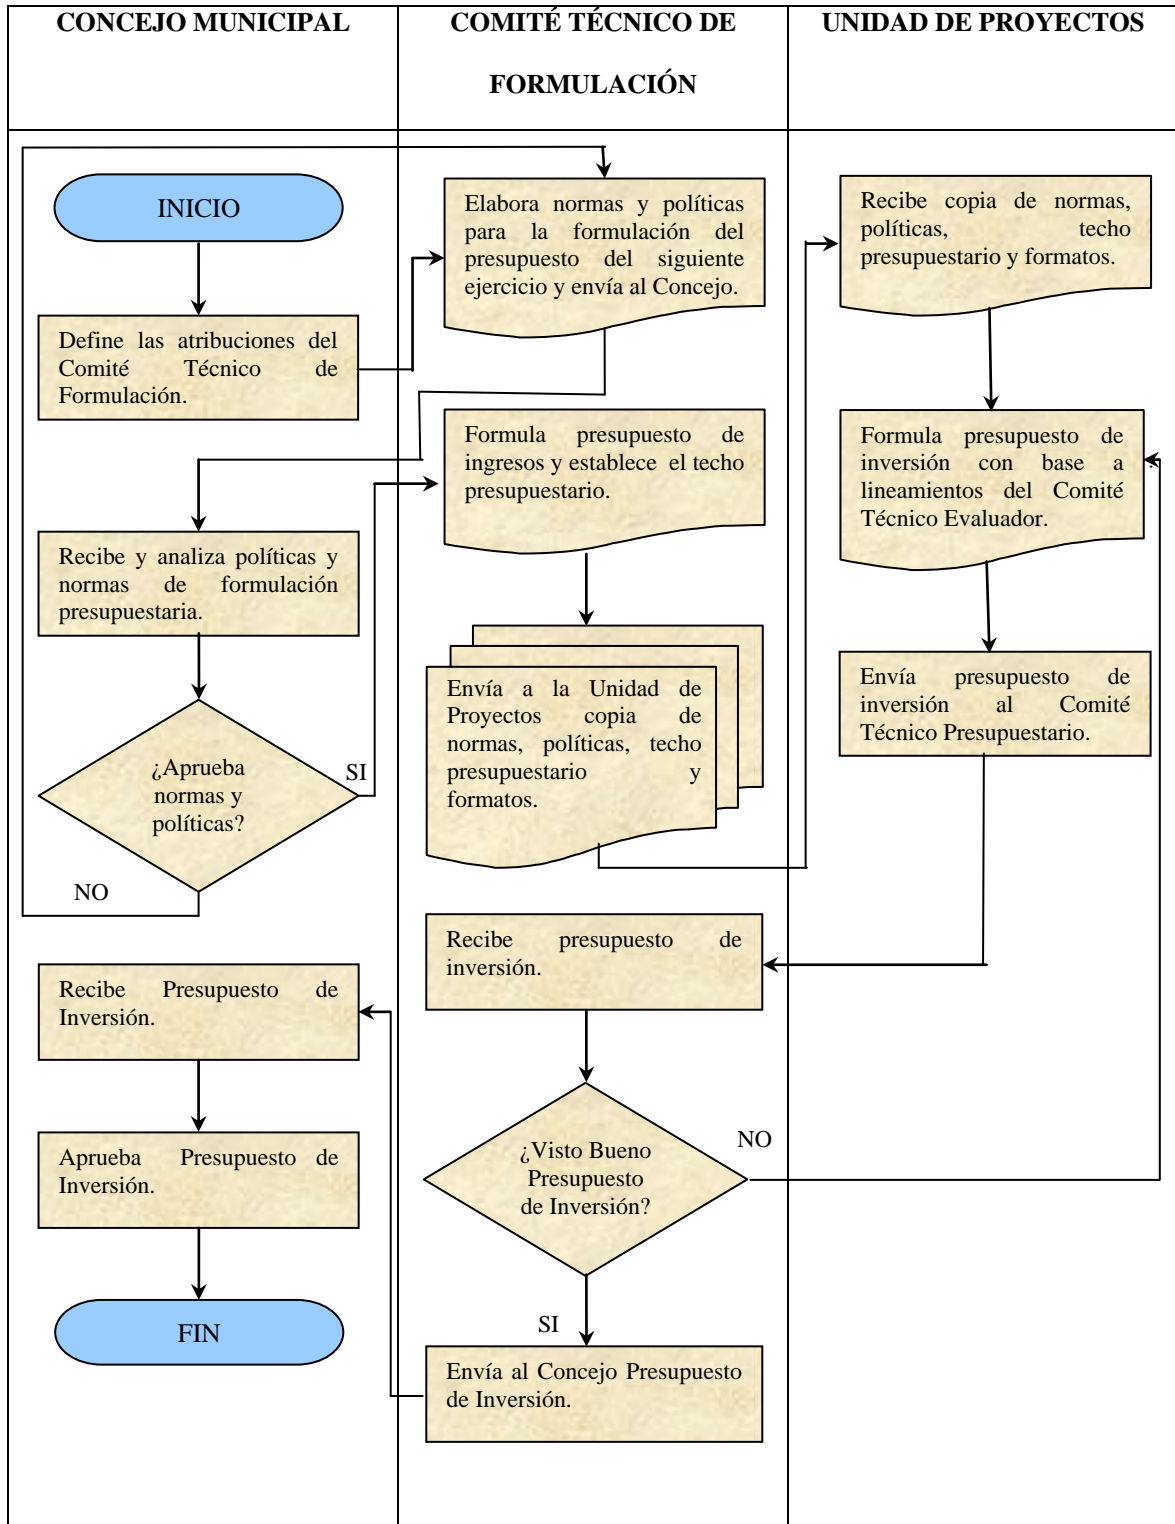 CONCEJO MUNICIPAL
COMITÉ TÉCNICO DE
FORMULACIÓN
UNIDAD DE PROYECTOS
INICIO
Define las atribuciones del
Comité Técnico de
Formulación.
Elabora normas y políticas
para la formulación del
presupuesto del siguiente
ejercicio y envía al Concejo.
Recibe y analiza políticas y
normas de formulación
presupuestaria.
¿Aprueba
normas y
políticas?
SI
NO
Formula presupuesto de
ingresos y establece el techo
presupuestario.
Envía a la Unidad de
Proyectos copia de
normas, políticas, techo
presupuestario y
formatos.
Recibe copia de normas,
políticas, techo
presupuestario y formatos.
Formula presupuesto de
inversión con base a
lineamientos del Comité
Técnico Evaluador.
Envía presupuesto de
inversión al Comité
Técnico Presupuestario.
Recibe presupuesto de
inversión.
¿Visto Bueno
Presupuesto
de Inversión?
NO
SI
Envía al Concejo Presupuesto
de Inversión.
Recibe Presupuesto de
Inversión.
Aprueba Presupuesto de
Inversión.
FIN